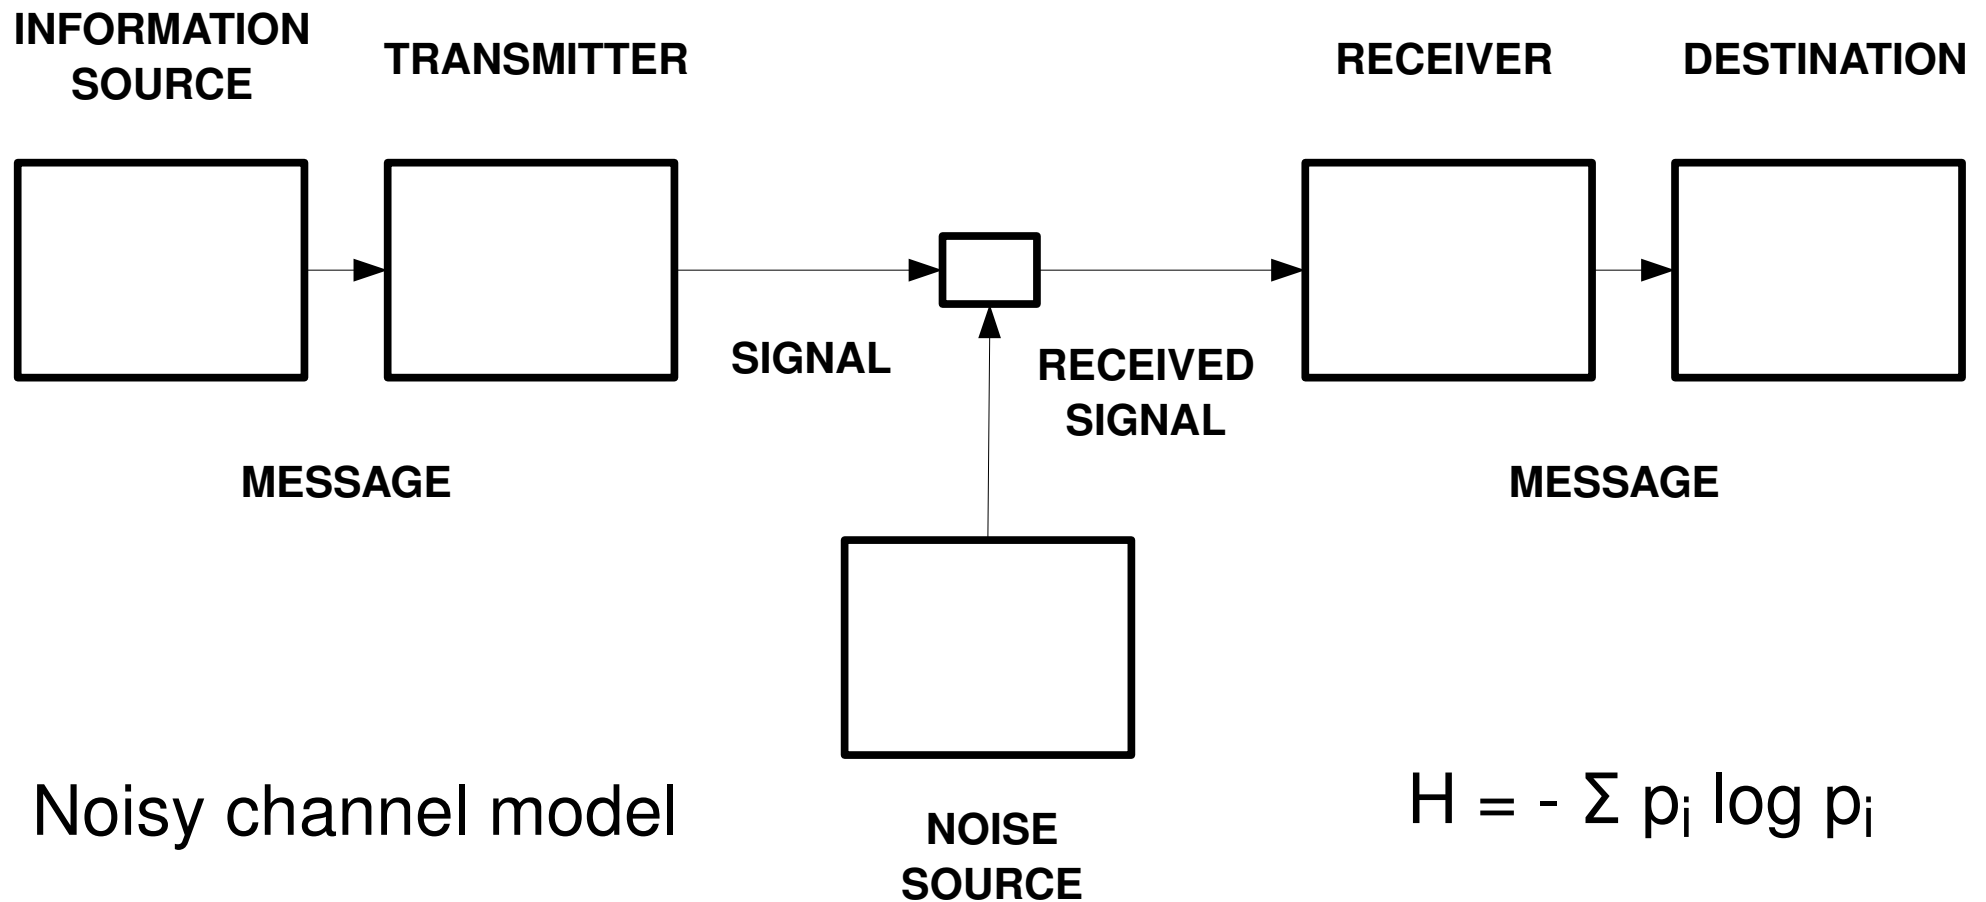 INFORMATION
SOURCE
TRANSMITTER
RECEIVER
DESTINATION
SIGNAL
RECEIVED
SIGNAL
MESSAGE
MESSAGE
Noisy channel model
NOISE
SOURCE
H = - Σ pᵢ log pᵢ